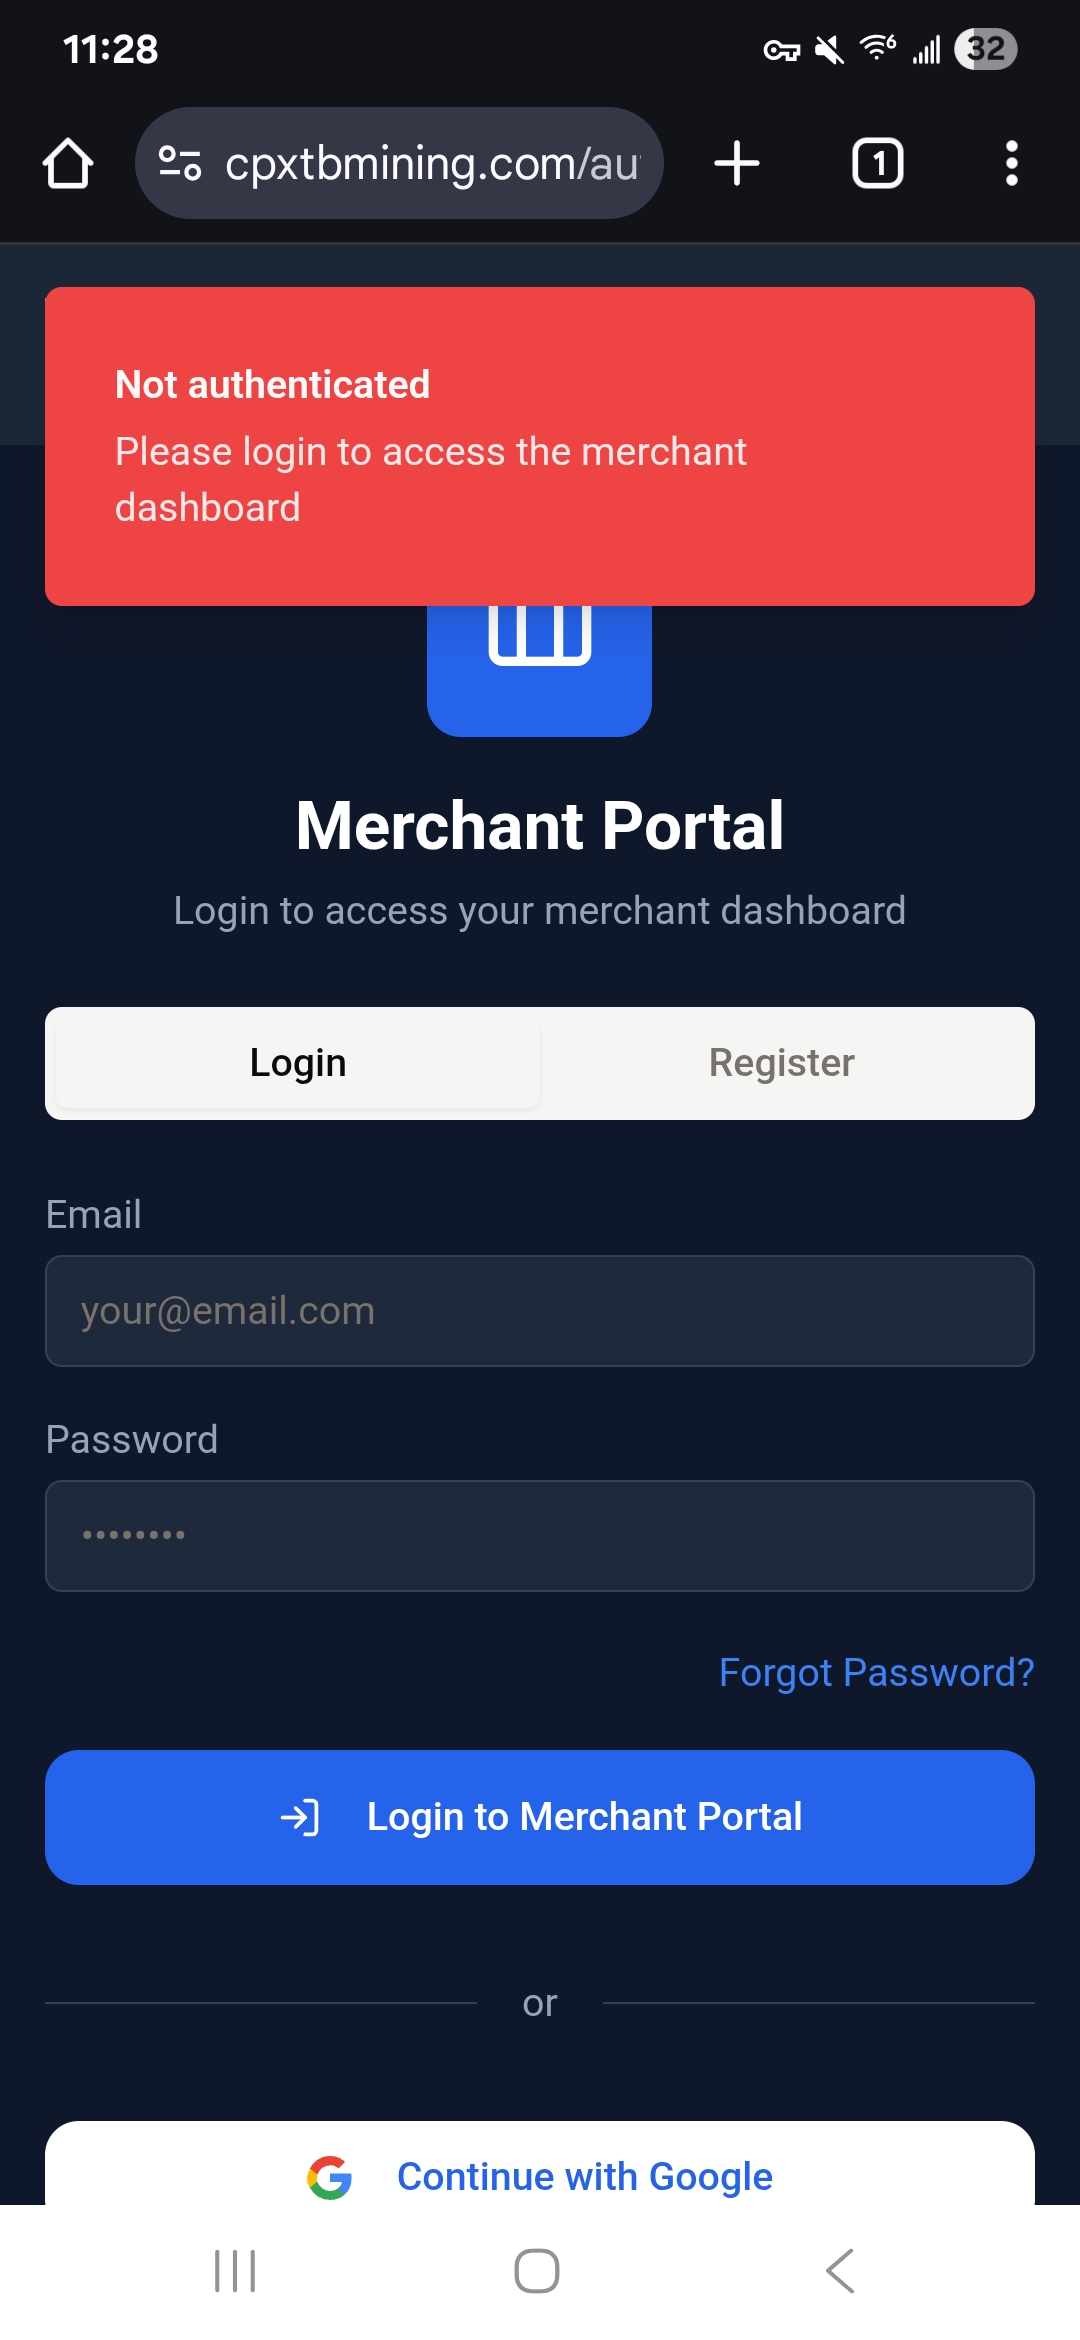 11:28
6
32
cpxtbmining.com/au
1
Not authenticated
Please login to access the merchant
dashboard
Merchant Portal
Login to access your merchant dashboard
Login
Register
Email
your@email.com
Password
••••••••
Forgot Password?
Login to Merchant Portal
or
Continue with Google